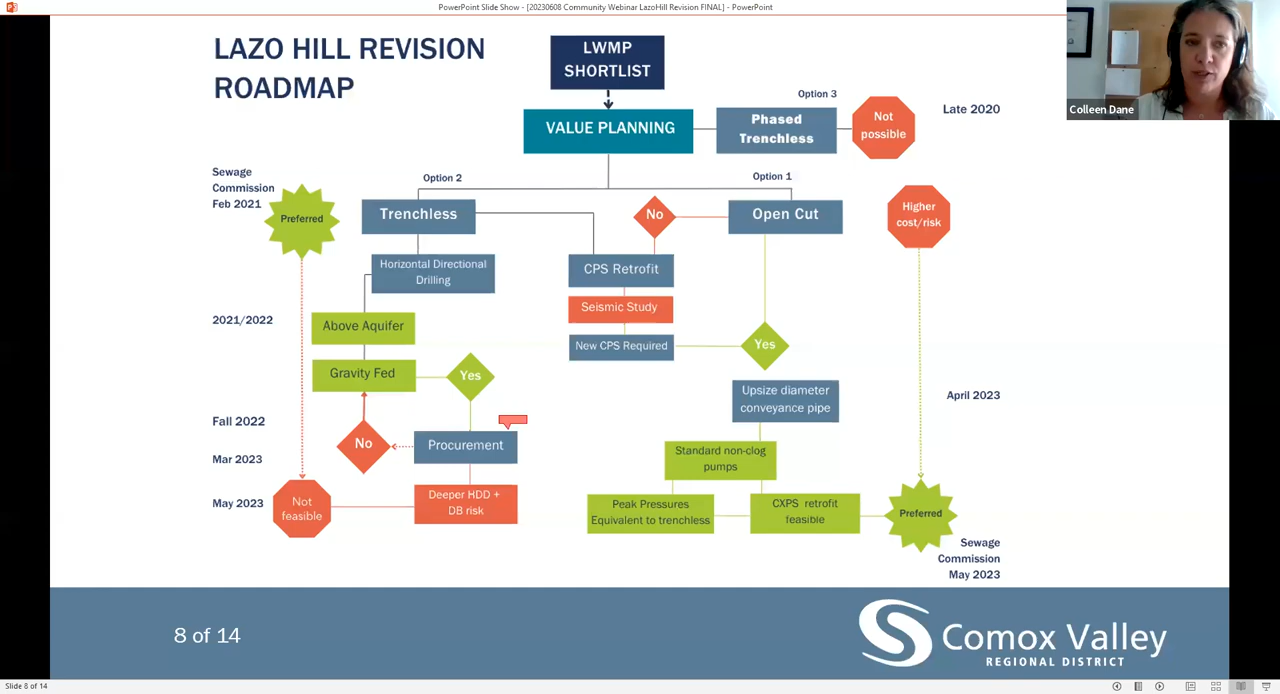 PowerPoint Slide Show - [20230608 Community Webinar LazoHill Revision FINAL] - PowerPoint
Colleen Dane
LAZO HILL REVISION
ROADMAP
LWMP
SHORTLIST
VALUE PLANNING
Option 3
Phased
Trenchless
Not
possible
Late 2020
Sewage
Commission
Feb 2021
Preferred
Option 2
Trenchless
Option 1
No
Open Cut
Higher
cost/risk
Horizontal Directional
Drilling
CPS Retrofit
Seismic Study
New CPS Required
Yes
2021/2022
Above Aquifer
Gravity Fed
Yes
Upsize diameter
conveyance pipe
April 2023
Fall 2022
Mar 2023
No
Procurement
Standard non-clog
pumps
May 2023
Not
feasible
Deeper HDD +
DB risk
Peak Pressures
Equivalent to trenchless
CXPS retrofit
feasible
Preferred
Sewage
Commission
May 2023
8 of 14
Comox Valley
REGIONAL DISTRICT
Slide 8 of 14